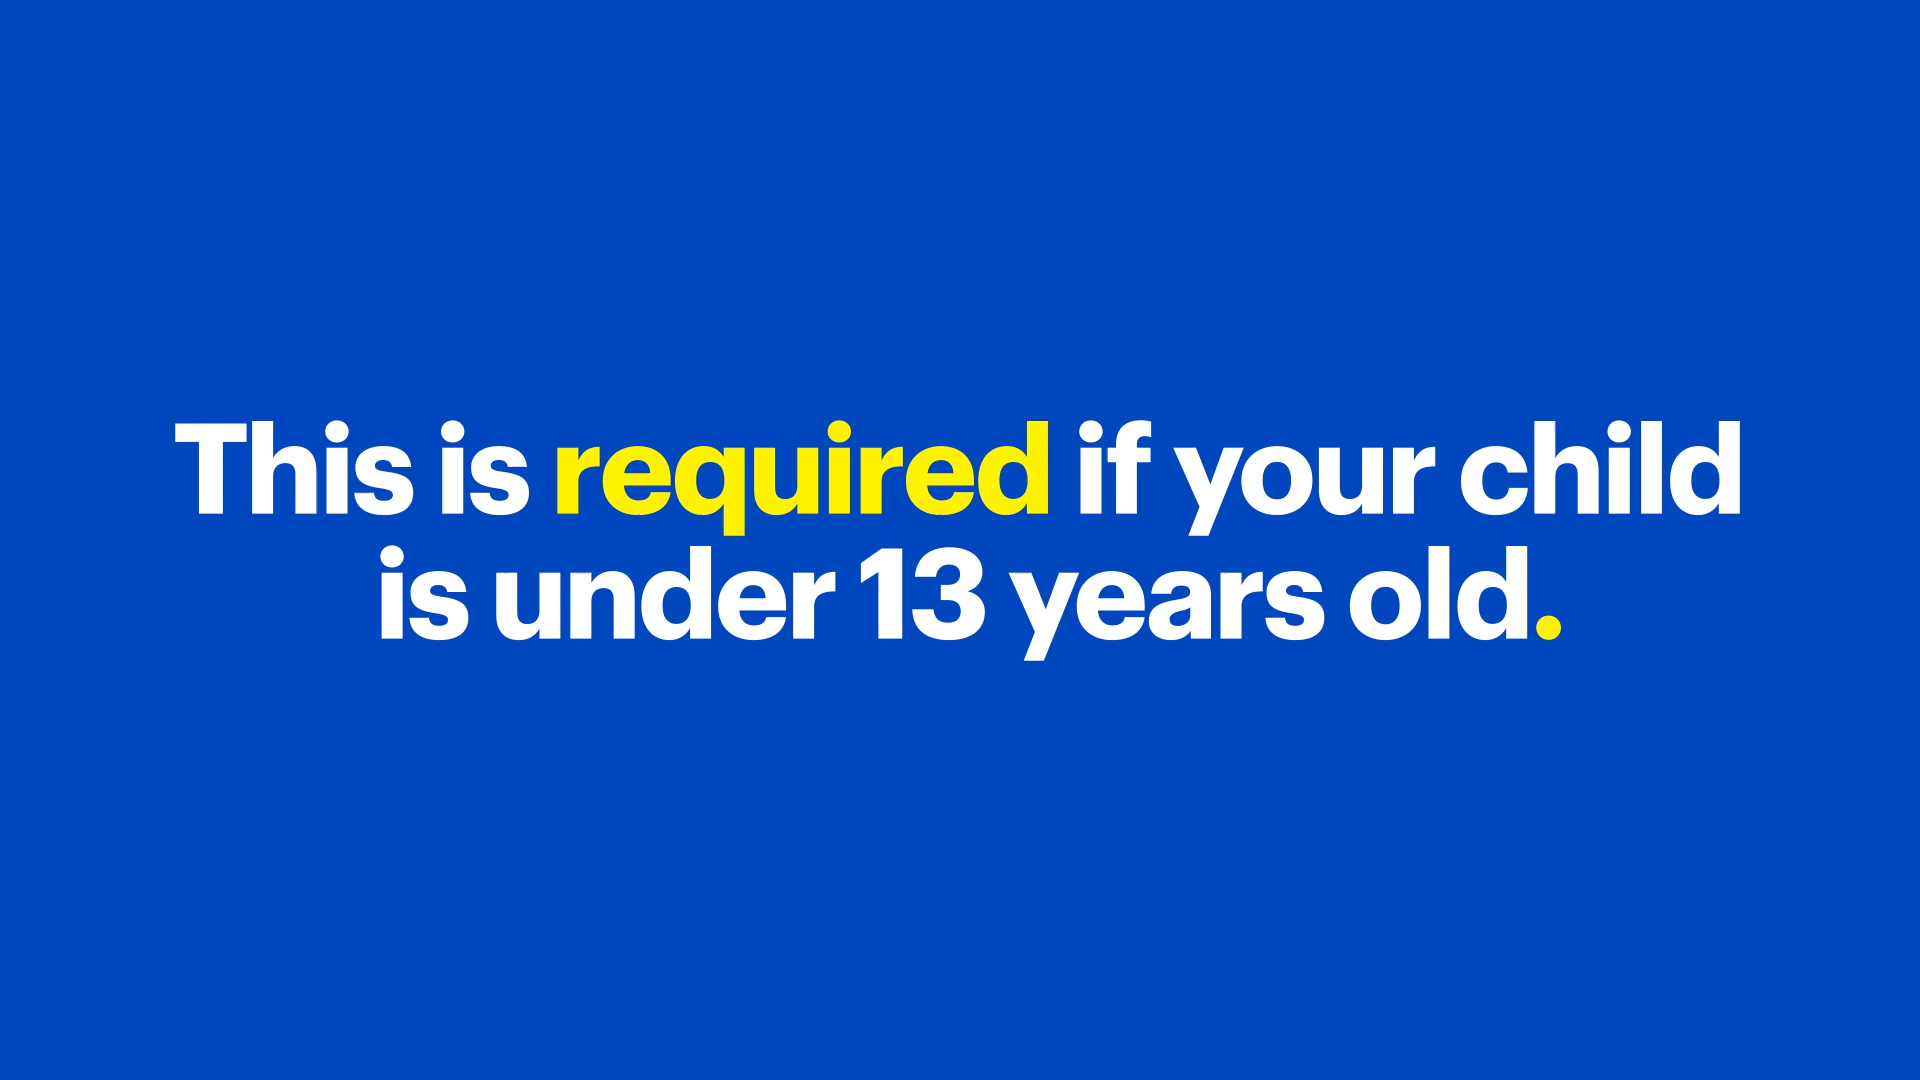 This is required if your child
is under 13 years old.